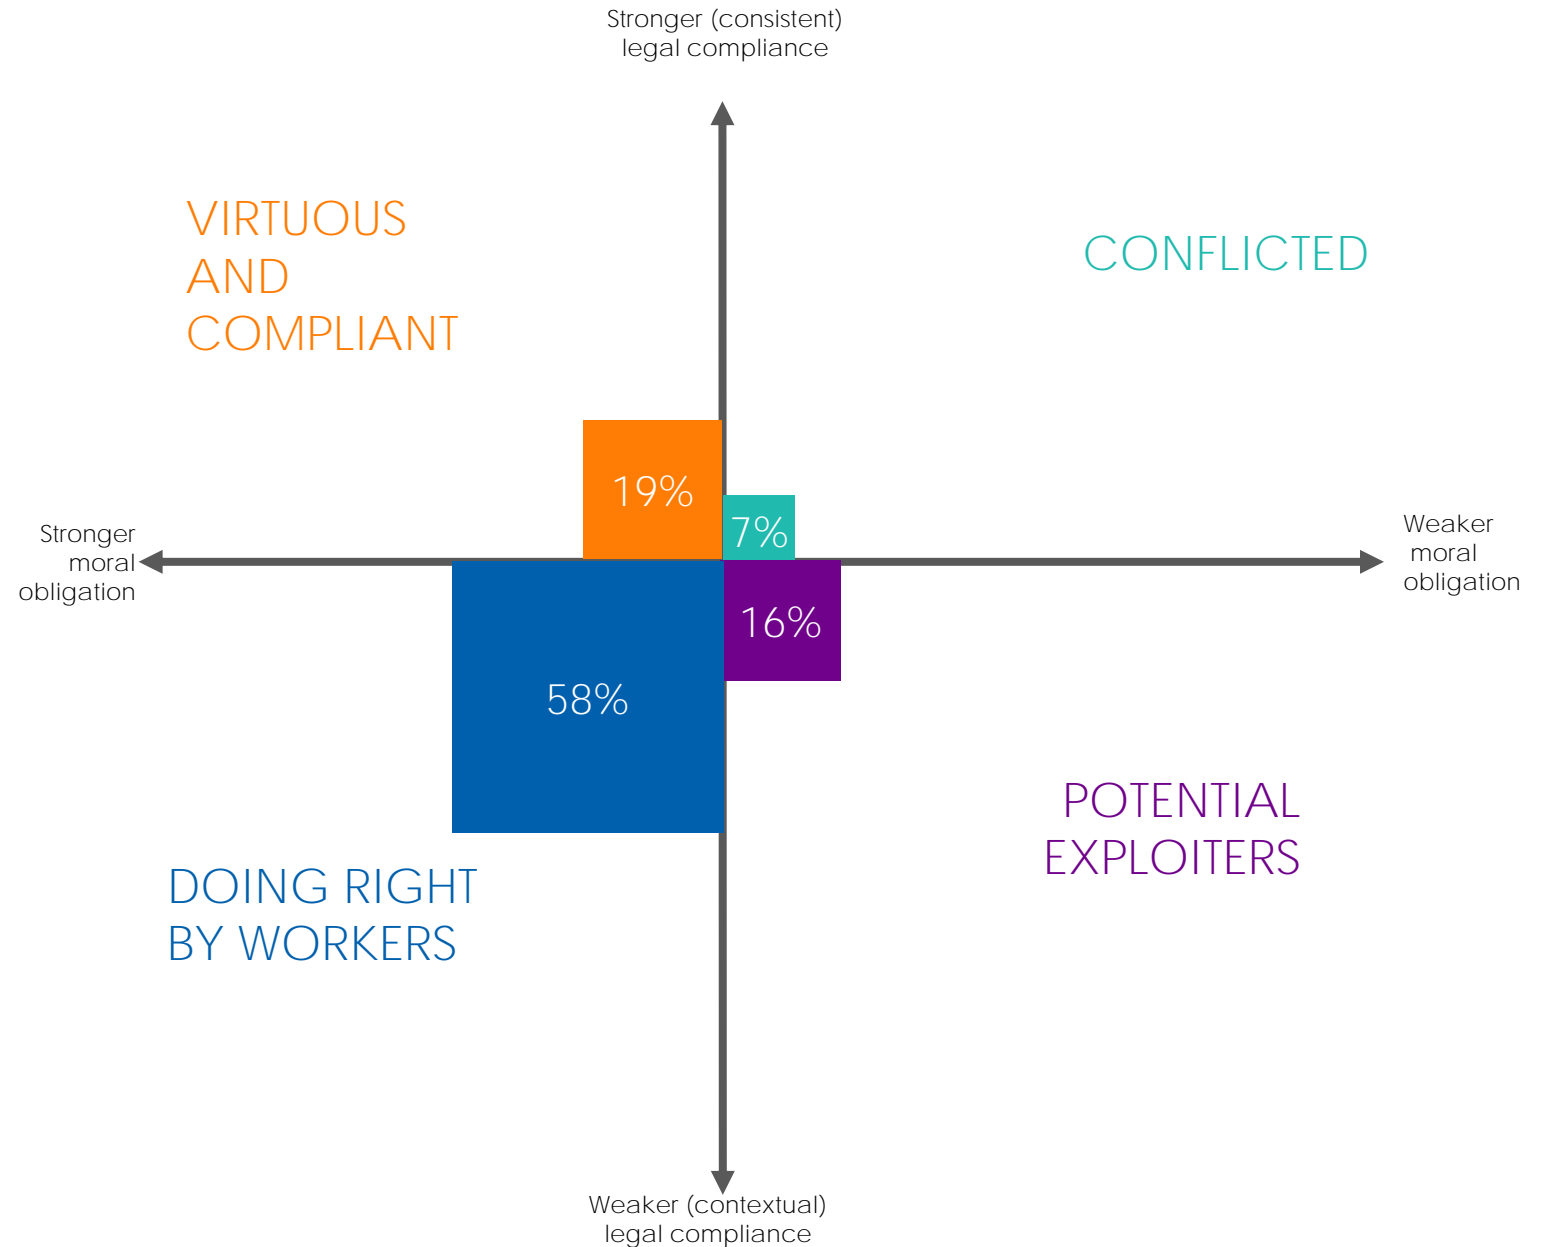 Stronger (consistent)
legal compliance
VIRTUOUS
AND
COMPLIANT
CONFLICTED
19%
7%
Stronger
moral
obligation
Weaker
moral
obligation
16%
58%
POTENTIAL
EXPLOITERS
DOING RIGHT
BY WORKERS
Weaker (contextual)
legal compliance